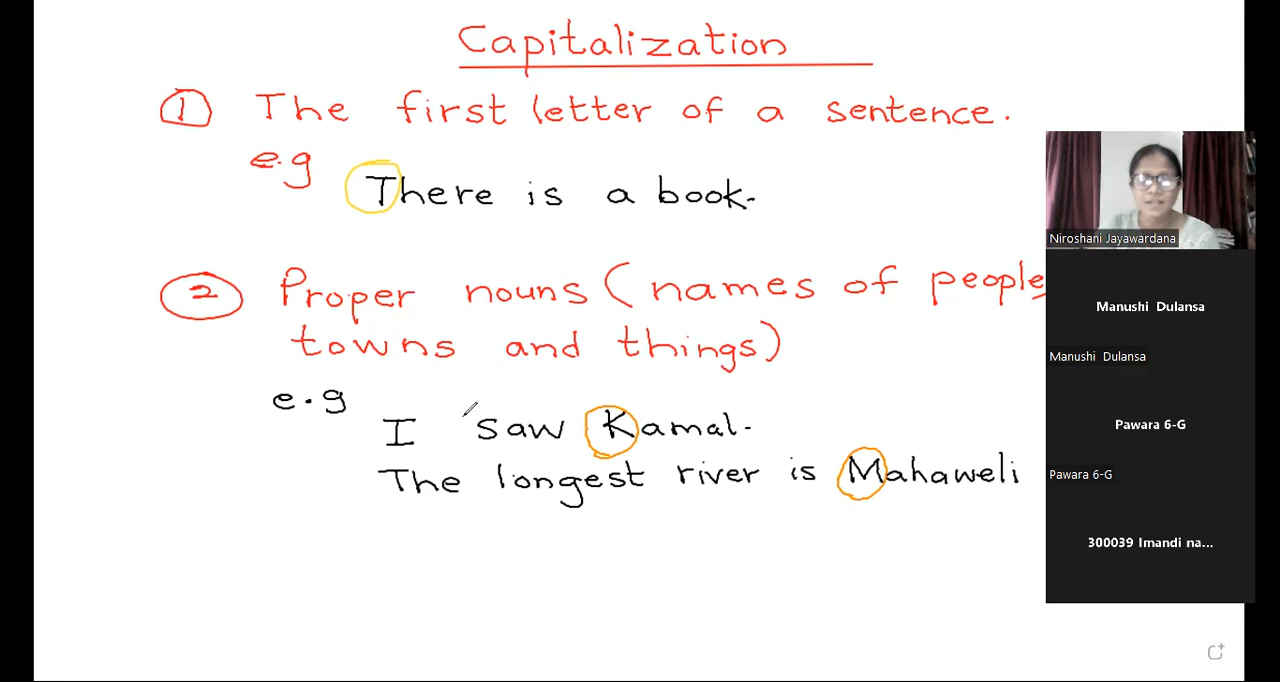 Capitalization
① The first letter of a sentence.
e.g
There is a book.
② Proper nouns (names of people
towns and things)
e.g
I saw Kamal.
The longest river is Mahaweli
Niroshani Jayawardana
Manushi Dulansa
Manushi Dulansa
Pawara 6-G
Pawara 6-G
300039 Imandi na...